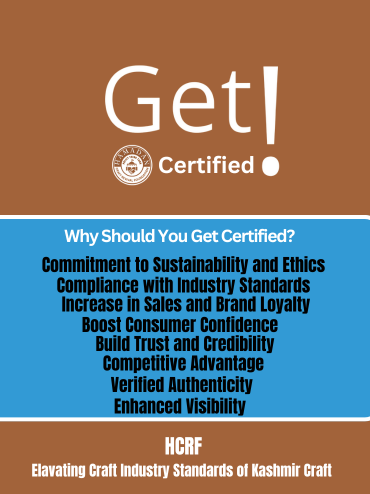 Get!
HAMADAN
Certified
Why Should You Get Certified?
Commitment to Sustainability and Ethics
Compliance with Industry Standards
Increase in Sales and Brand Loyalty
Boost Consumer Confidence
Build Trust and Credibility
Competitive Advantage
Verified Authenticity
Enhanced Visibility
HCRF
Elavating Craft Industry Standards of Kashmir Craft